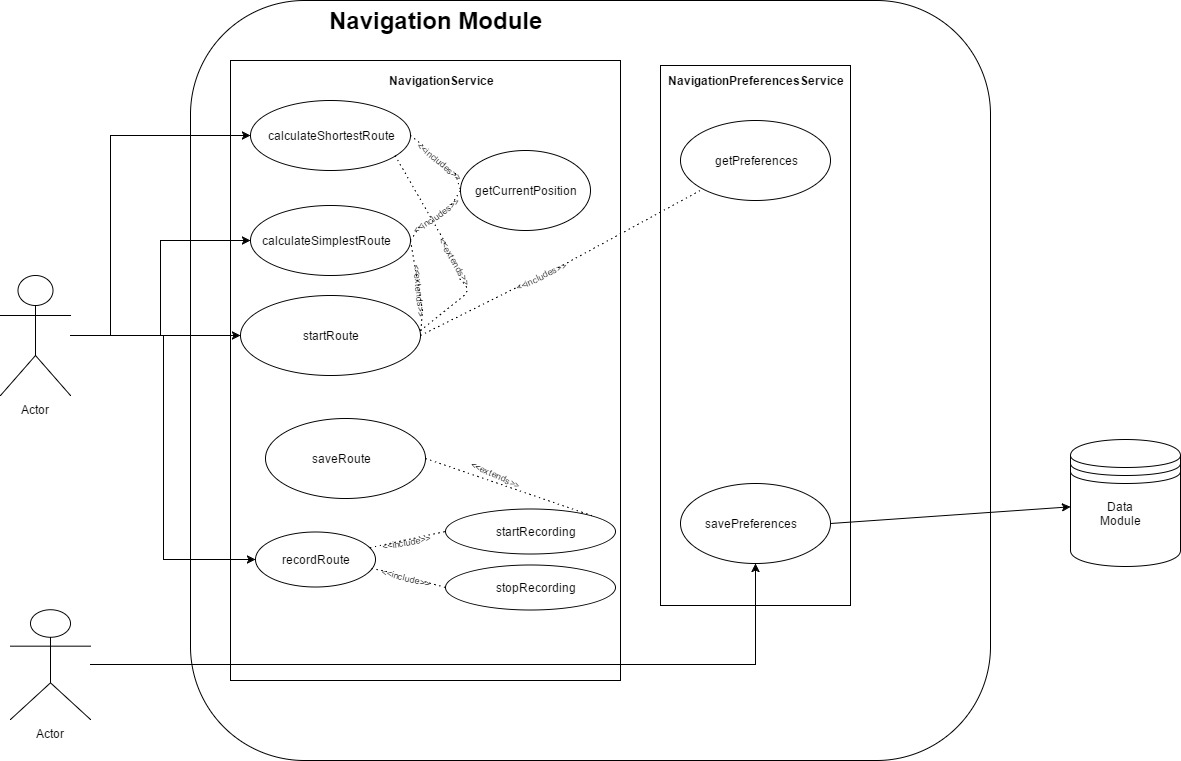 Navigation Module
NavigationService
NavigationPreferencesService
calculateShortestRoute
<<includes>>
getPreferences
getCurrentPosition
<<includes>>
calculateSimplestRoute
<<extends>>
<<extends>>
<<includes>>
startRoute
Actor
saveRoute
<<extends>>
Data
Module
savePreferences
startRecording
<<include>>
recordRoute
<<include>>
stopRecording
Actor